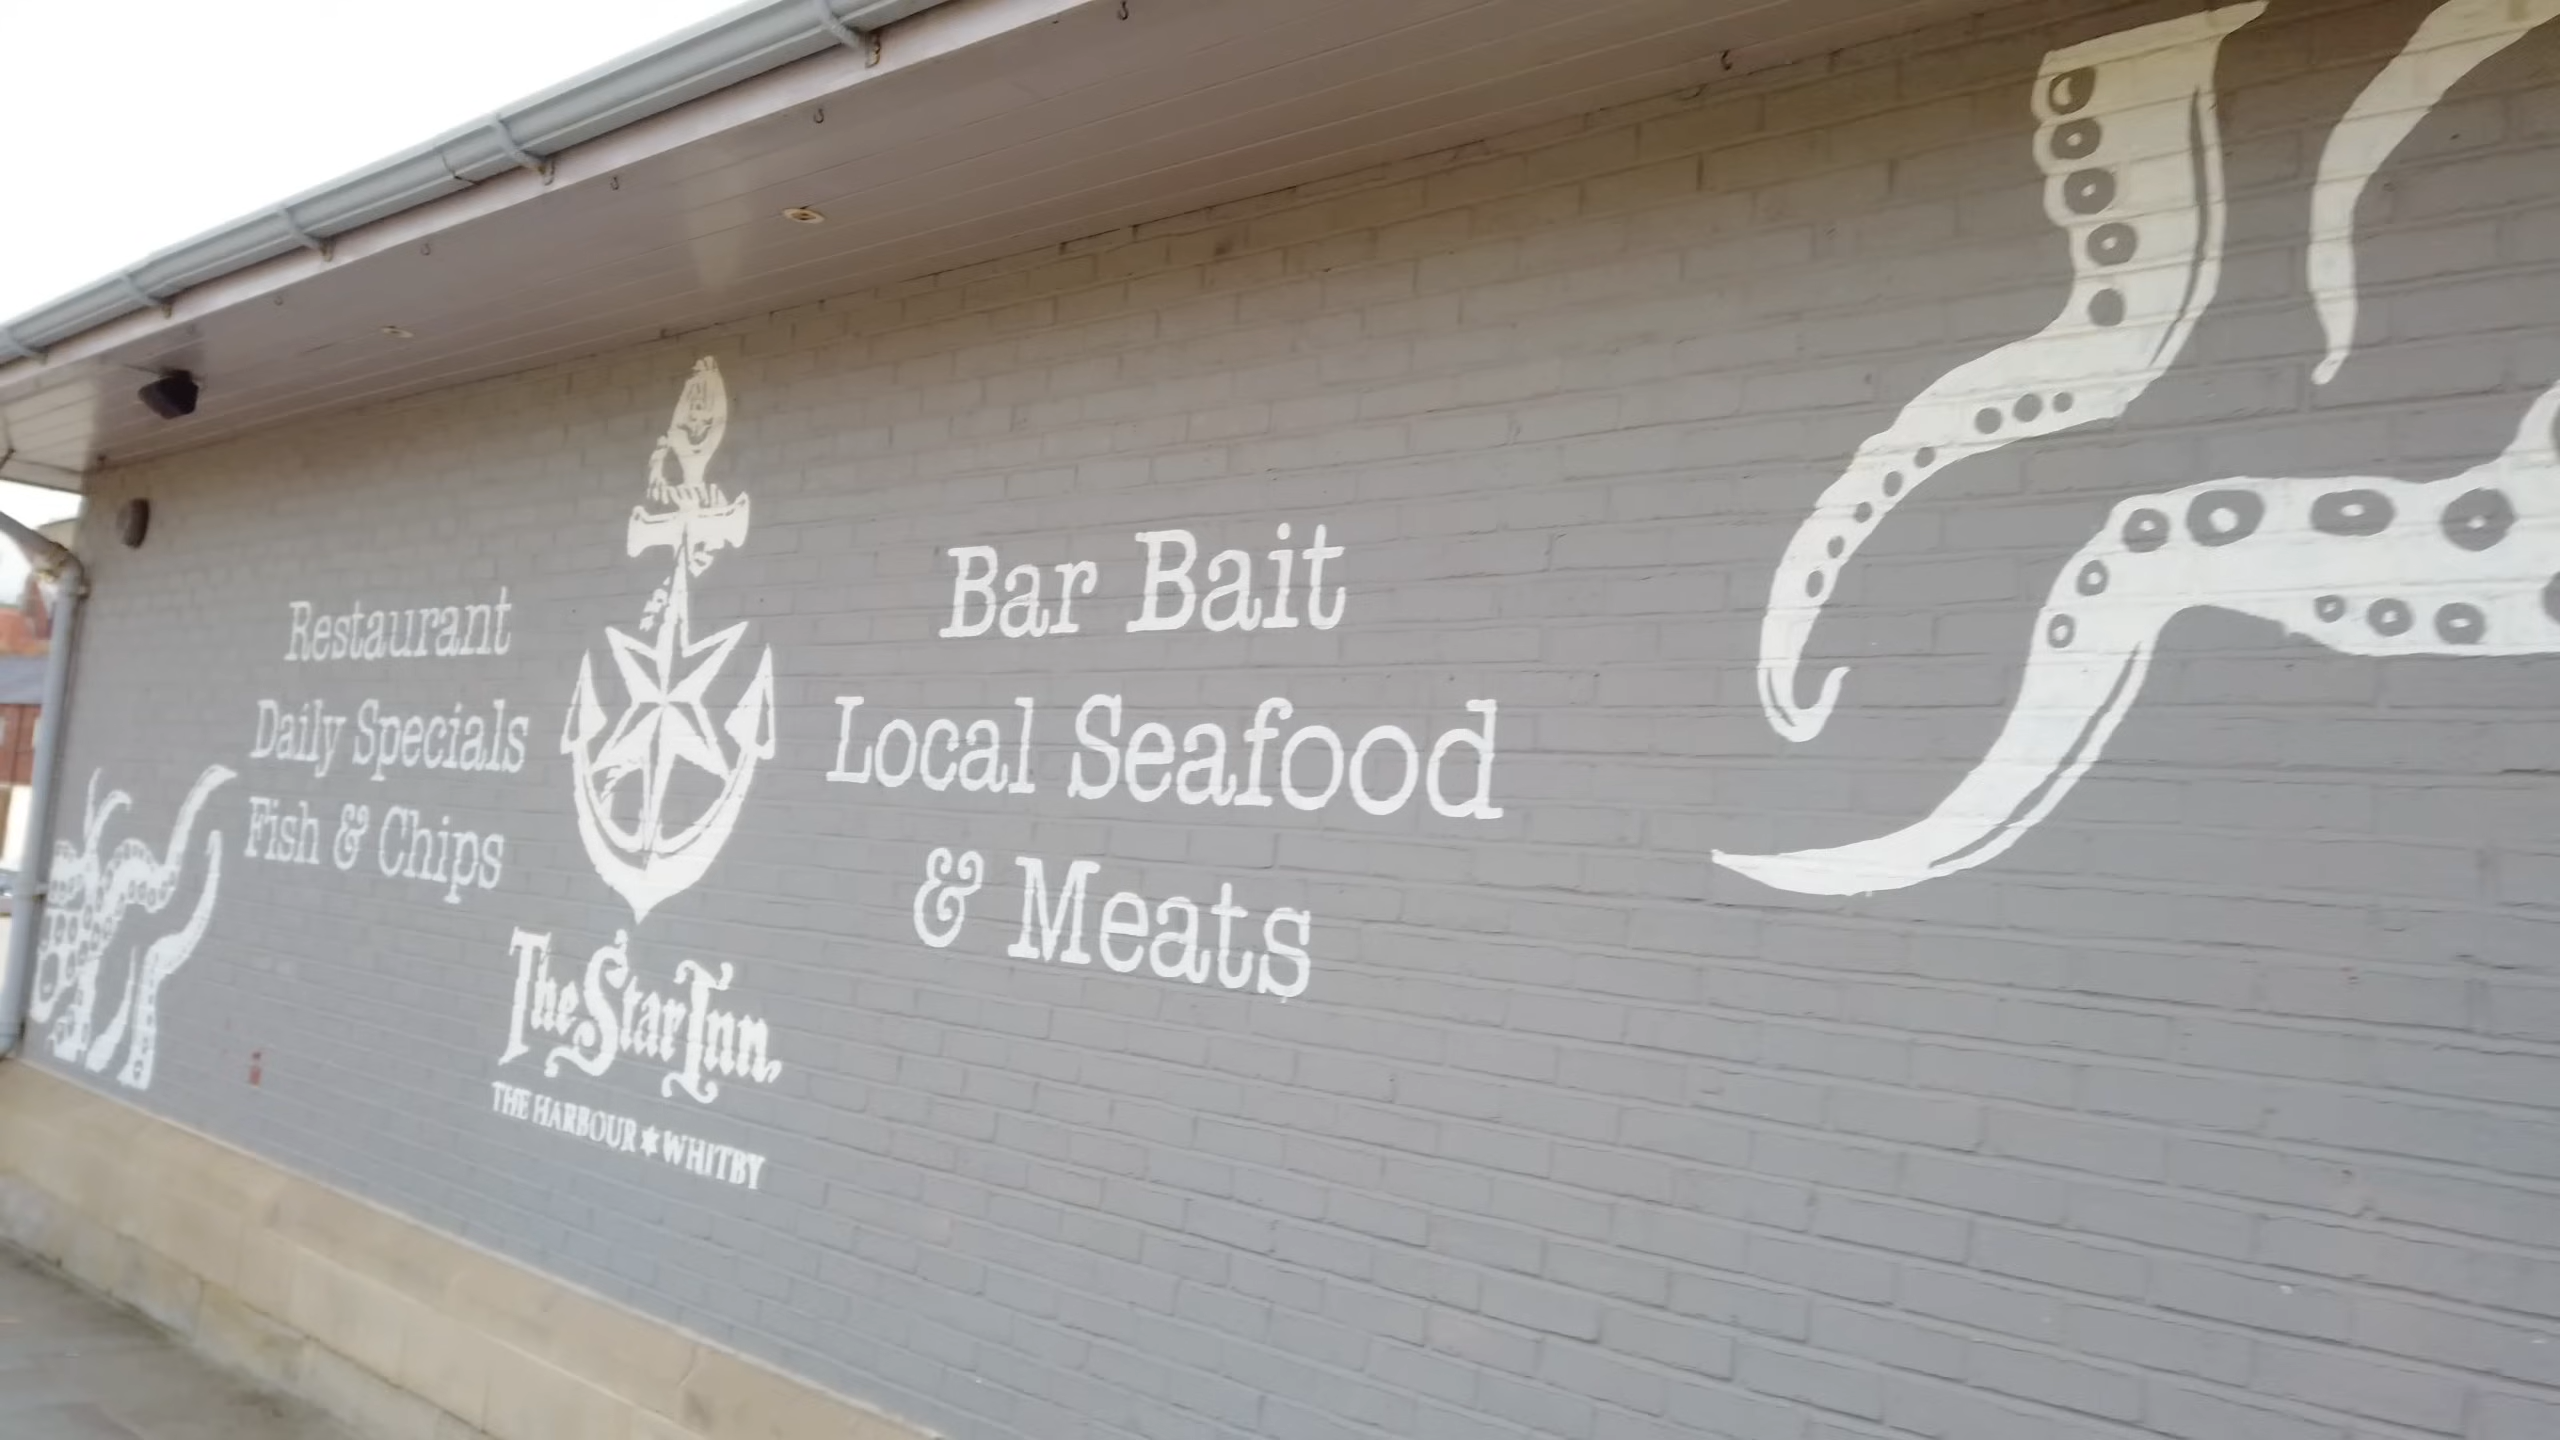 Restaurant
Daily Specials
Fish & Chips
The Star Inn
THE HARBOUR ★ WHITBY
Bar Bait
Local Seafood
& Meats